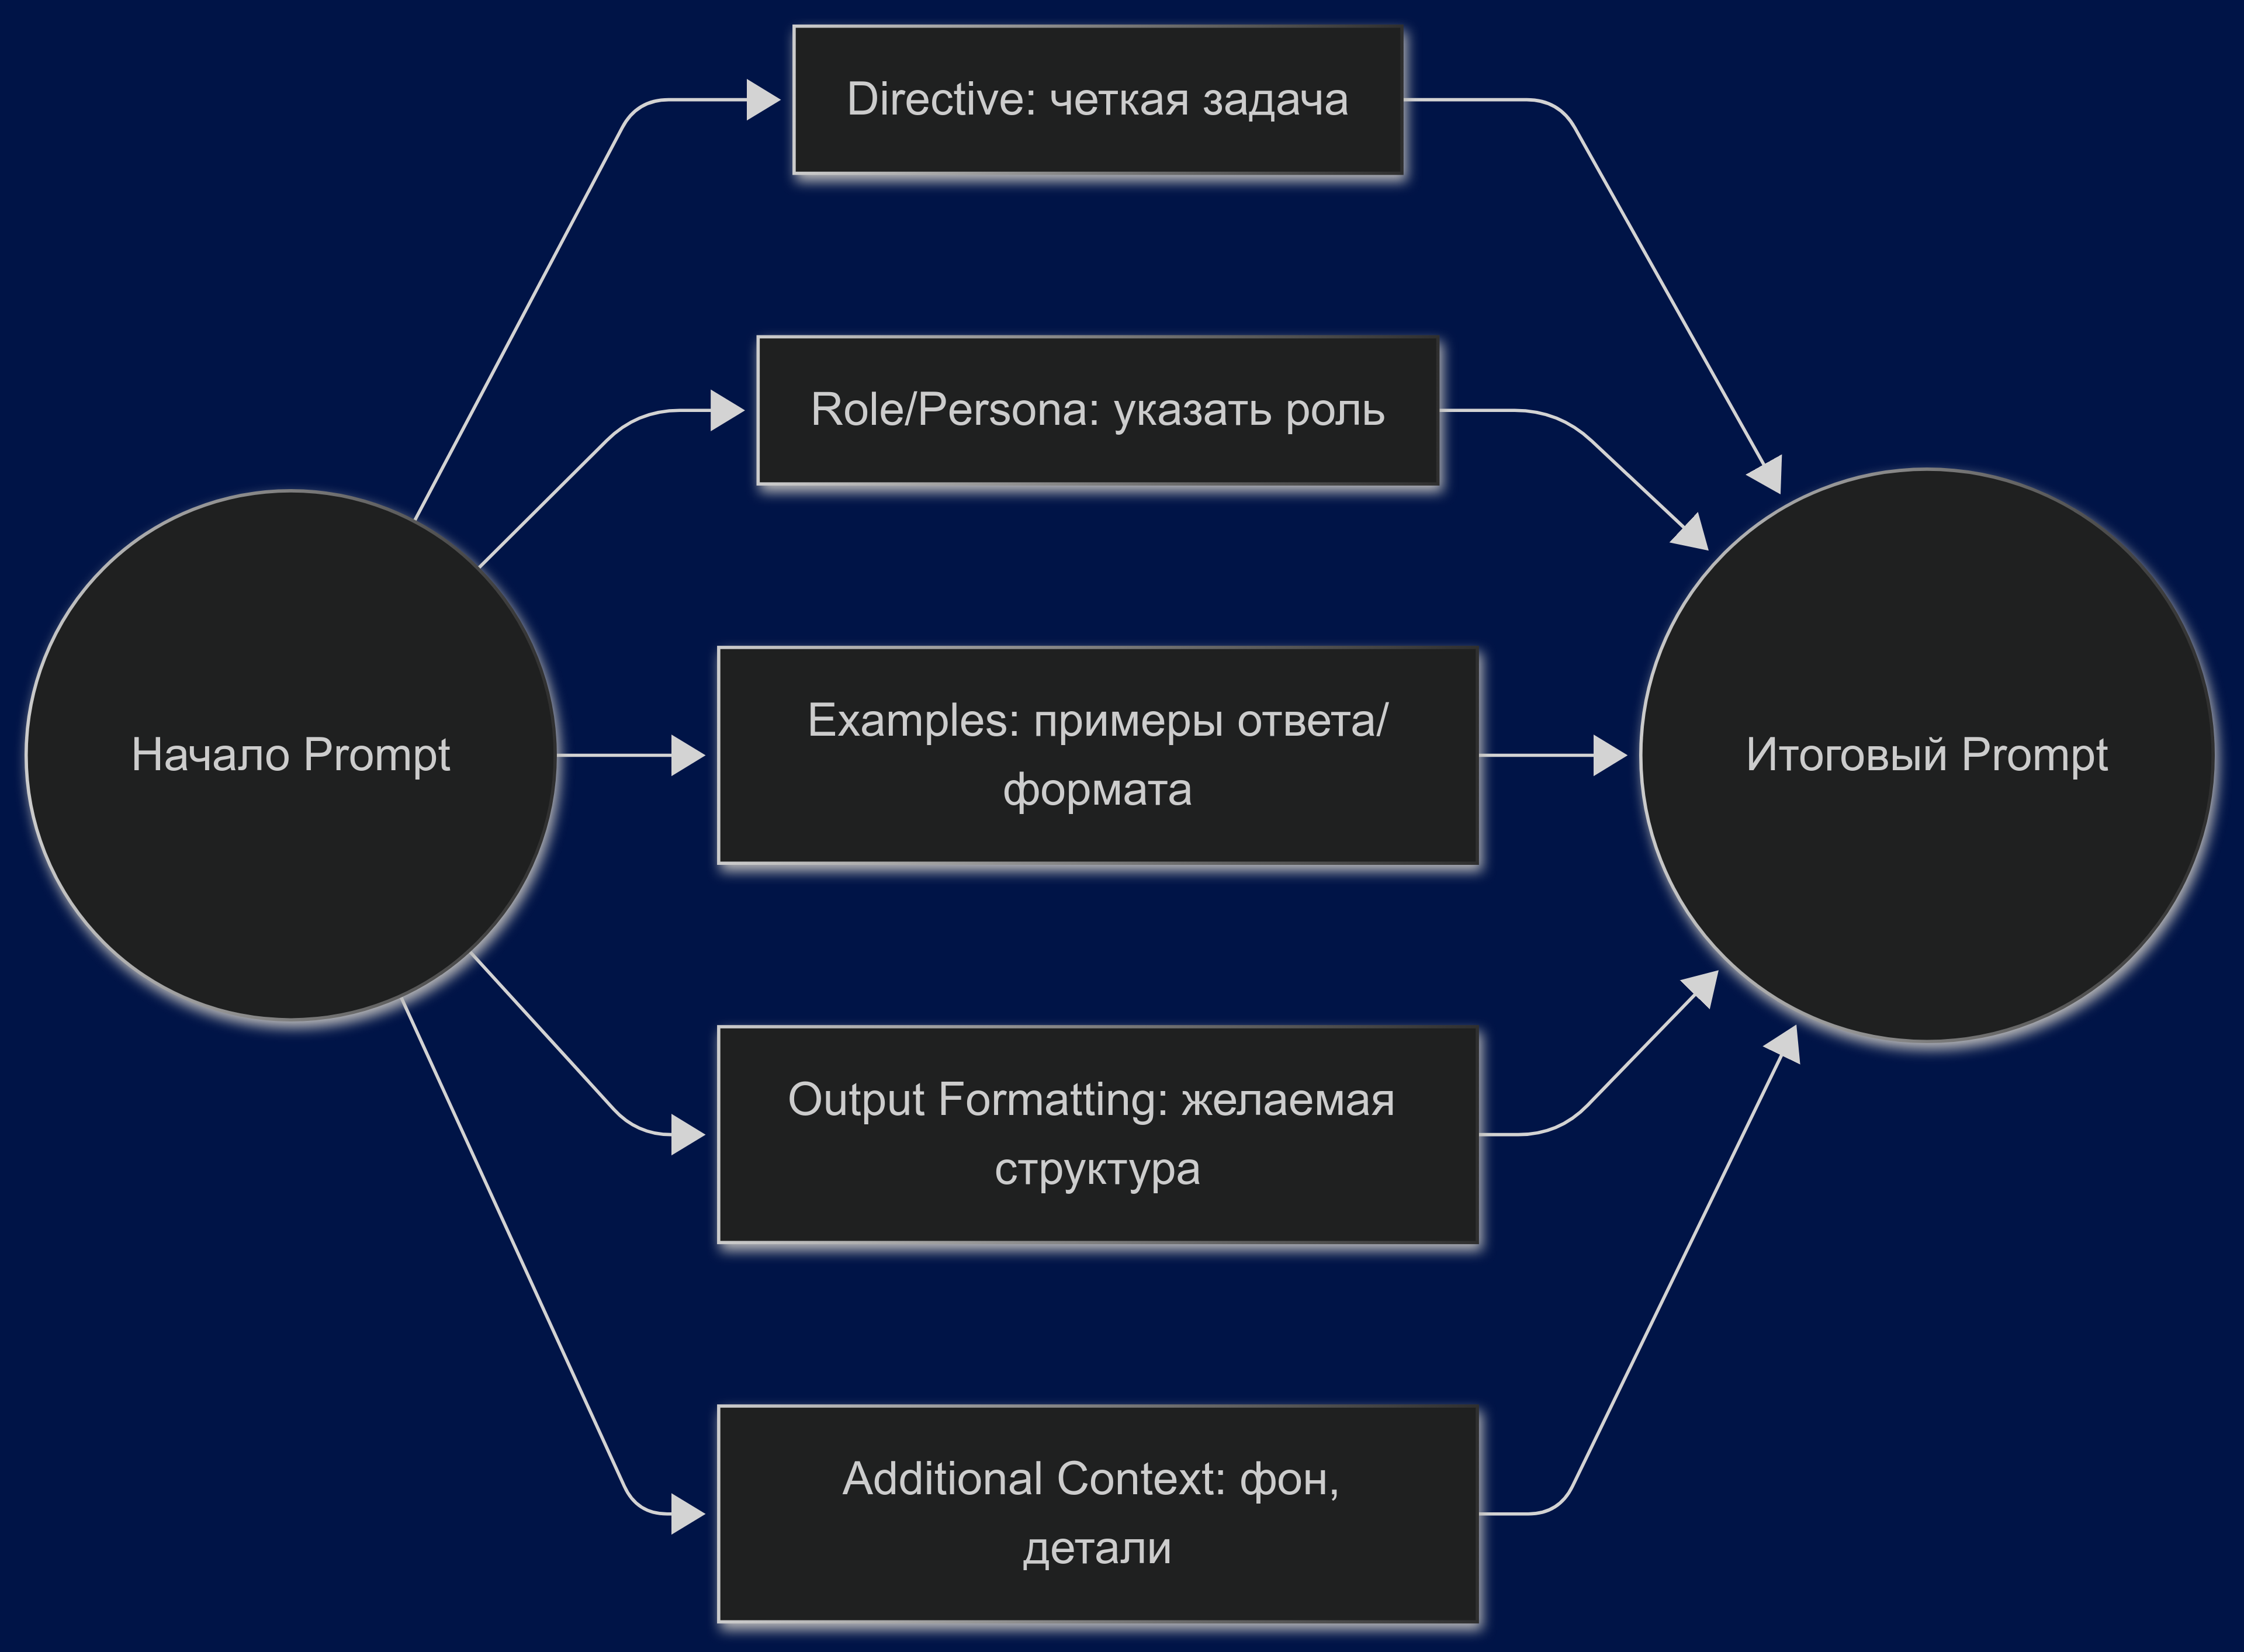 Directive: четкая задача
Role/Persona: указать роль
Начало Prompt
Examples: примеры ответа/
формата
Итоговый Prompt
Output Formatting: желаемая
структура
Additional Context: фон,
детали